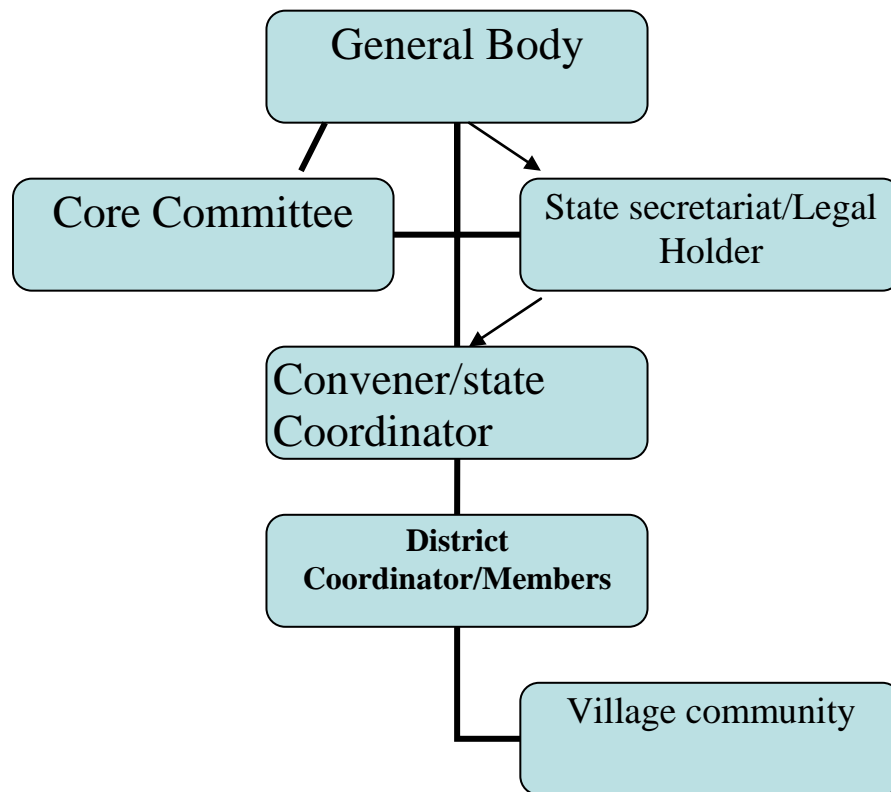 General Body
Core Committee
State secretariat/Legal
Holder
Convener/state
Coordinator
District
Coordinator/Members
Village community